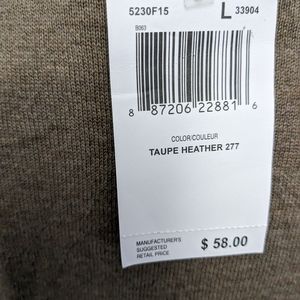 5230F15 L 33904
B063
8 87206 22881 6
COLOR/COULEUR
TAUPE HEATHER 277
MANUFACTURER'S
SUGGESTED
RETAIL PRICE
$ 58.00